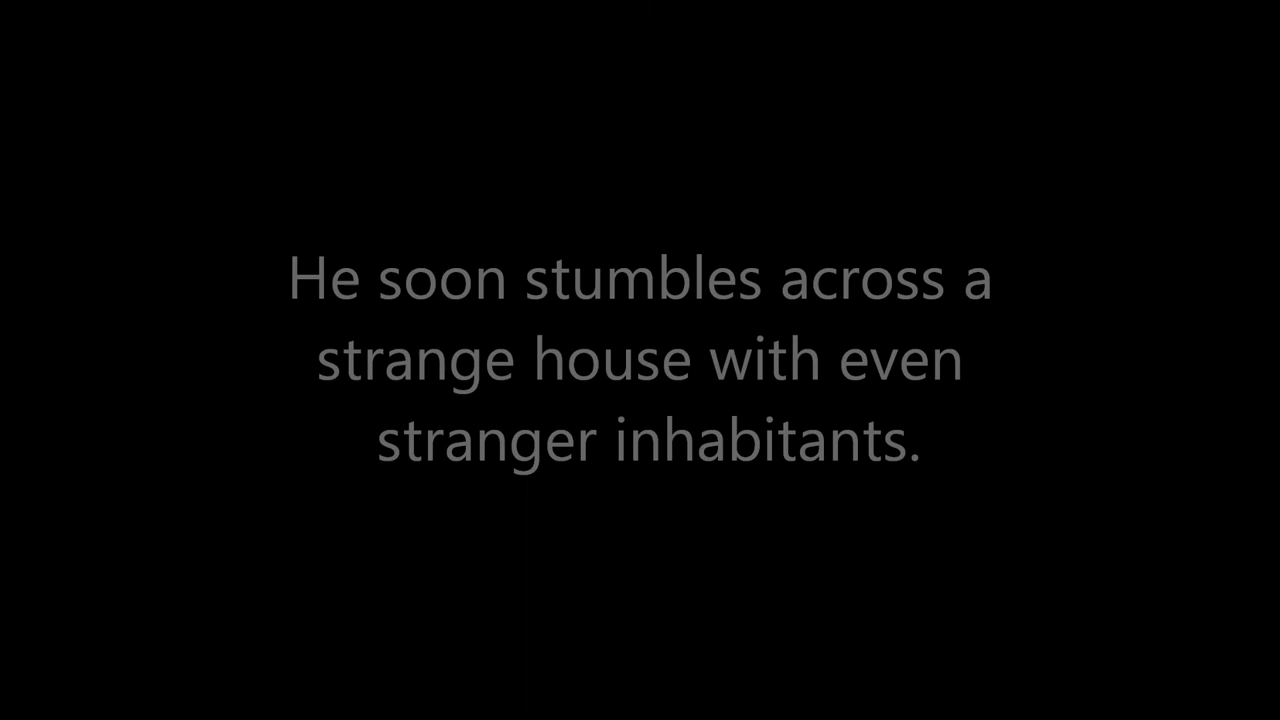 He soon stumbles across a
strange house with even
stranger inhabitants.